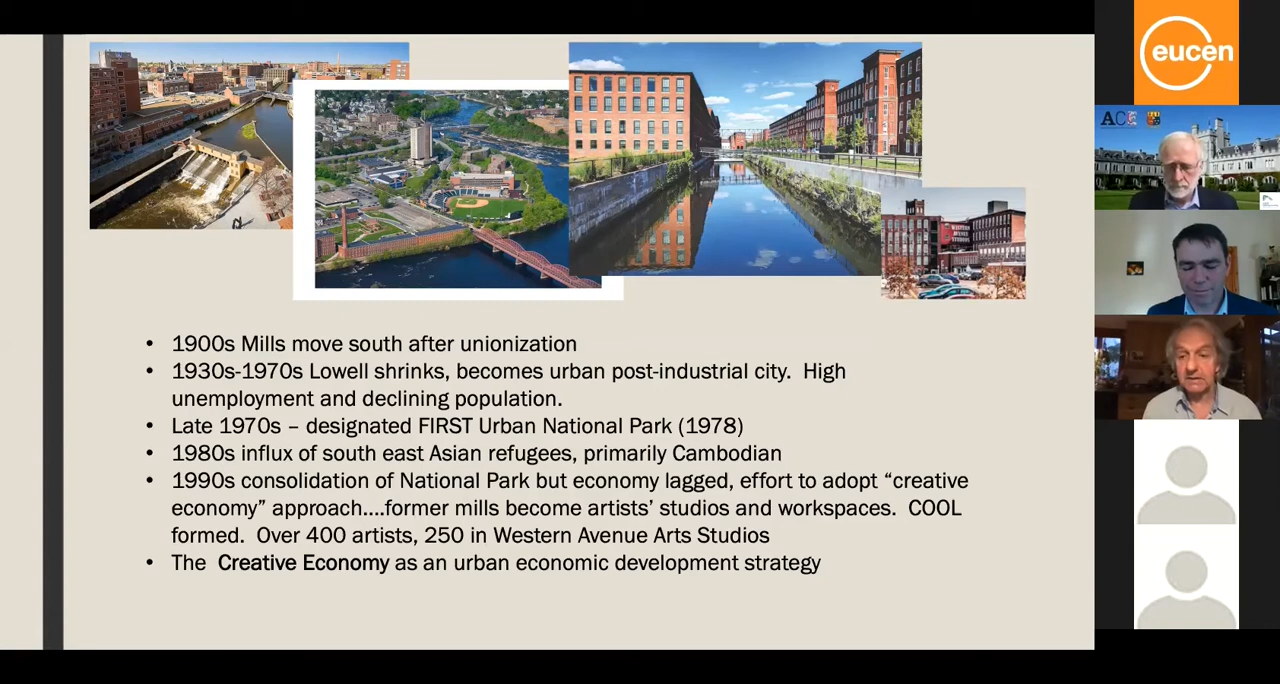 eucen
ACE
• 1900s Mills move south after unionization
• 1930s-1970s Lowell shrinks, becomes urban post-industrial city.  High
unemployment and declining population.
• Late 1970s – designated FIRST Urban National Park (1978)
• 1980s influx of south east Asian refugees, primarily Cambodian
• 1990s consolidation of National Park but economy lagged, effort to adopt “creative
economy” approach....former mills become artists’ studios and workspaces.  COOL
formed.  Over 400 artists, 250 in Western Avenue Arts Studios
• The  Creative Economy as an urban economic development strategy